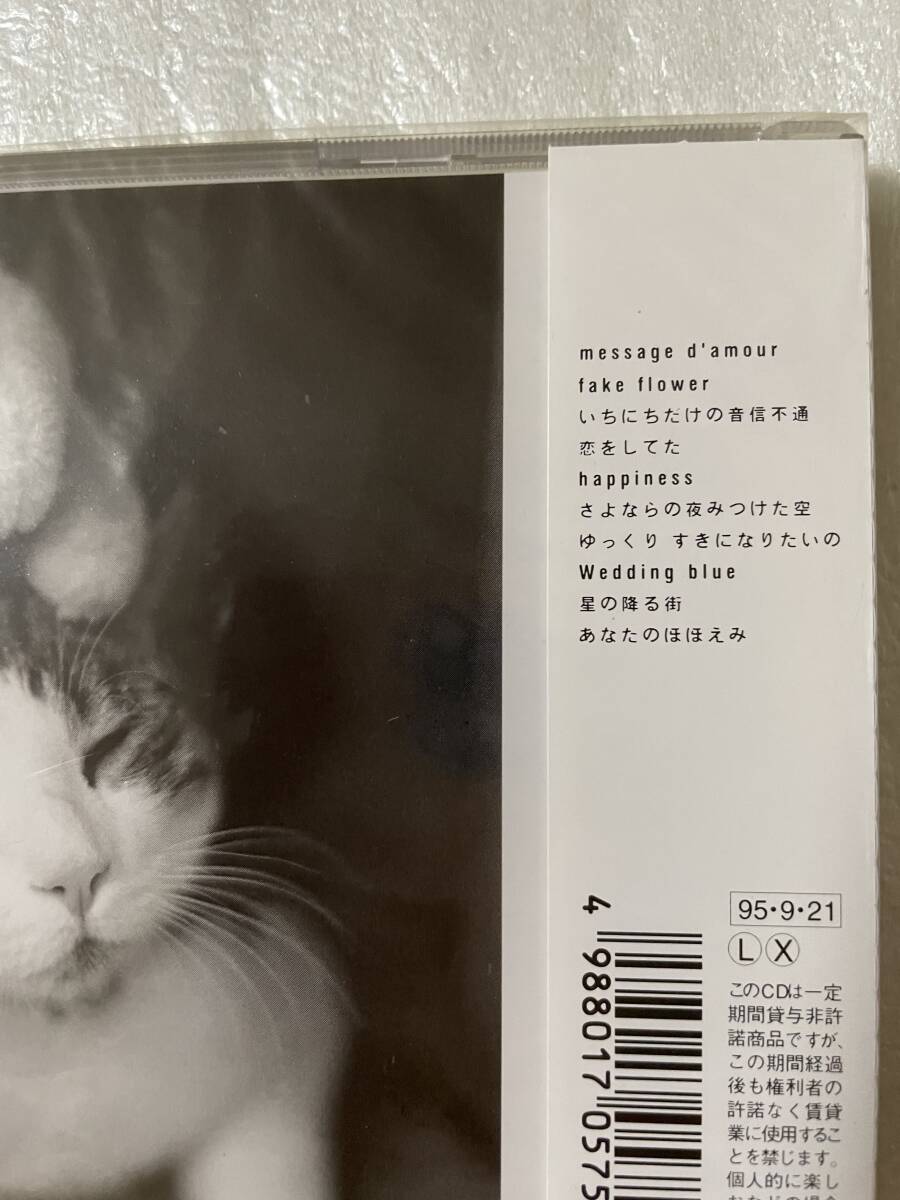 message d'amour
fake flower
いちにちだけの音信不通
恋をしてた
happiness
さよならの夜みつけた空
ゆっくり すきになりたいの
Wedding blue
星の降る街
あなたのほほえみ
95•9•21
L X
このCDは一定
期間貸与非許
諾商品ですが、
この期間経過
後も権利者の
許諾なく賃貸
業に使用するこ
とを禁じます。
個人的に楽し
4 988017 0575